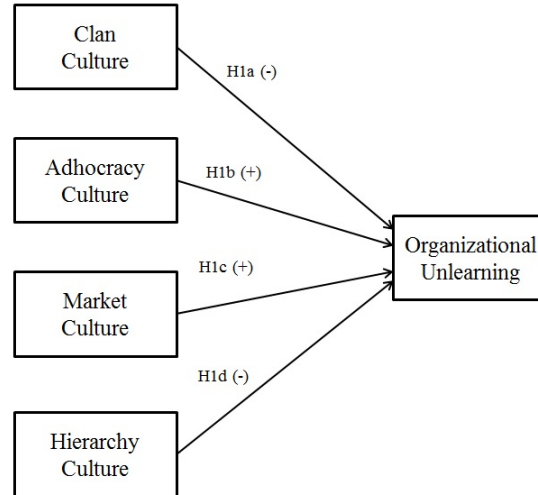 Clan
Culture
H1a (-)
Adhocracy
Culture
H1b (+)
Organizational
Unlearning
Market
Culture
H1c (+)
H1d (-)
Hierarchy
Culture